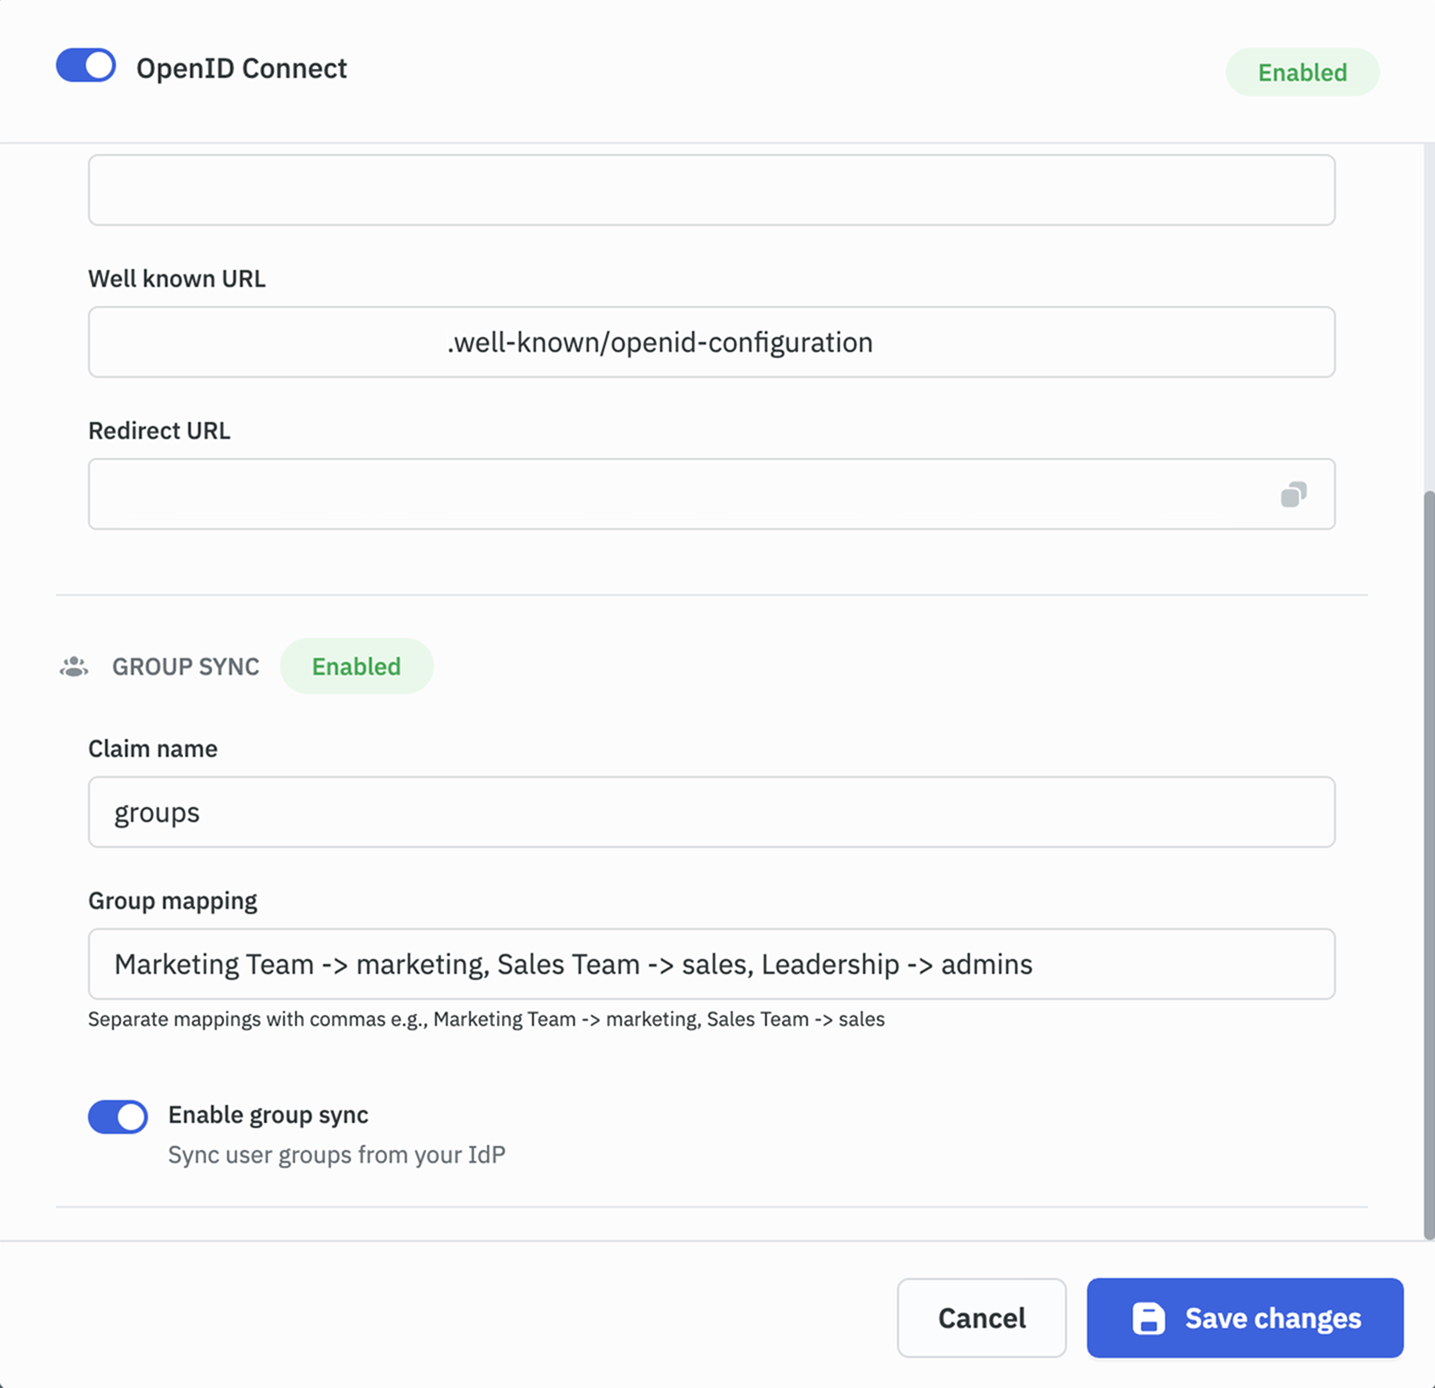 OpenID Connect
Enabled
Well known URL
.well-known/openid-configuration
Redirect URL
GROUP SYNC
Enabled
Claim name
groups
Group mapping
Marketing Team -> marketing, Sales Team -> sales, Leadership -> admins
Separate mappings with commas e.g., Marketing Team -> marketing, Sales Team -> sales
Enable group sync
Sync user groups from your IdP
Cancel
Save changes